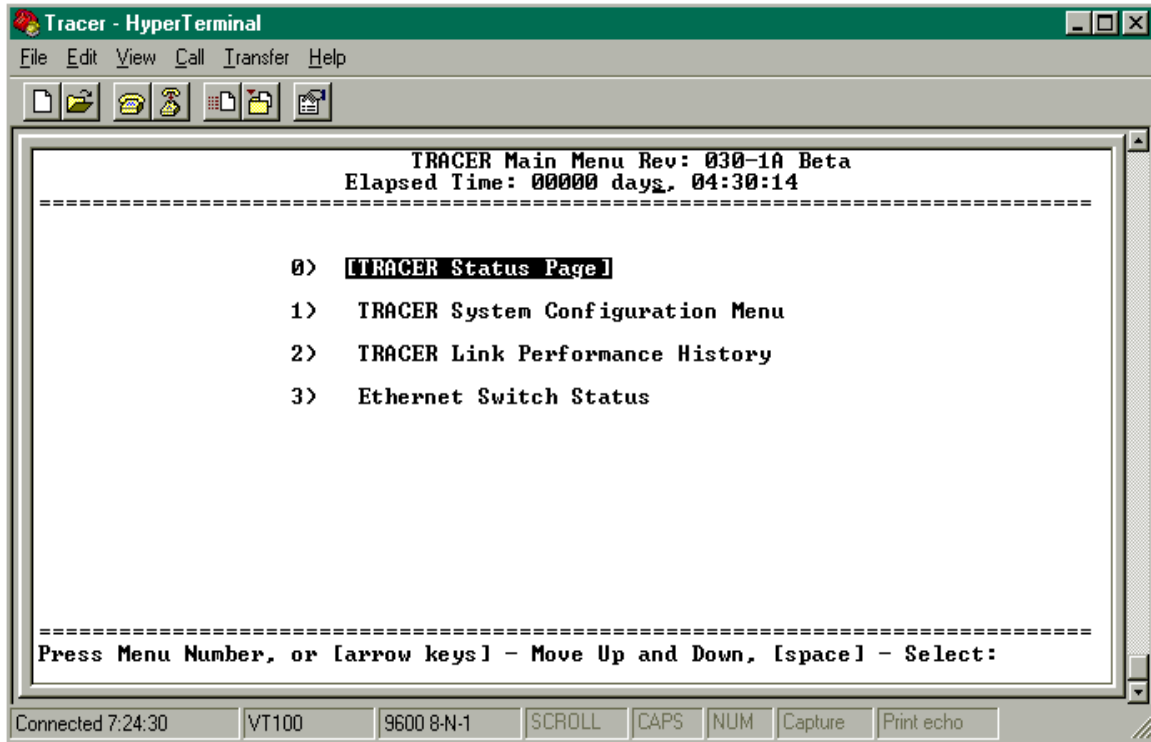 Tracer - HyperTerminal
File Edit View Call Transfer Help
TRACER Main Menu Rev: 030-1A Beta
Elapsed Time: 00000 days, 04:30:14
================================================================================
0> [TRACER Status Page]
1> TRACER System Configuration Menu
2> TRACER Link Performance History
3> Ethernet Switch Status
================================================================================
Press Menu Number, or [arrow keys] - Move Up and Down, [space] - Select:
Connected 7:24:30 VT100 9600 8-N-1 SCROLL CAPS NUM Capture Print echo